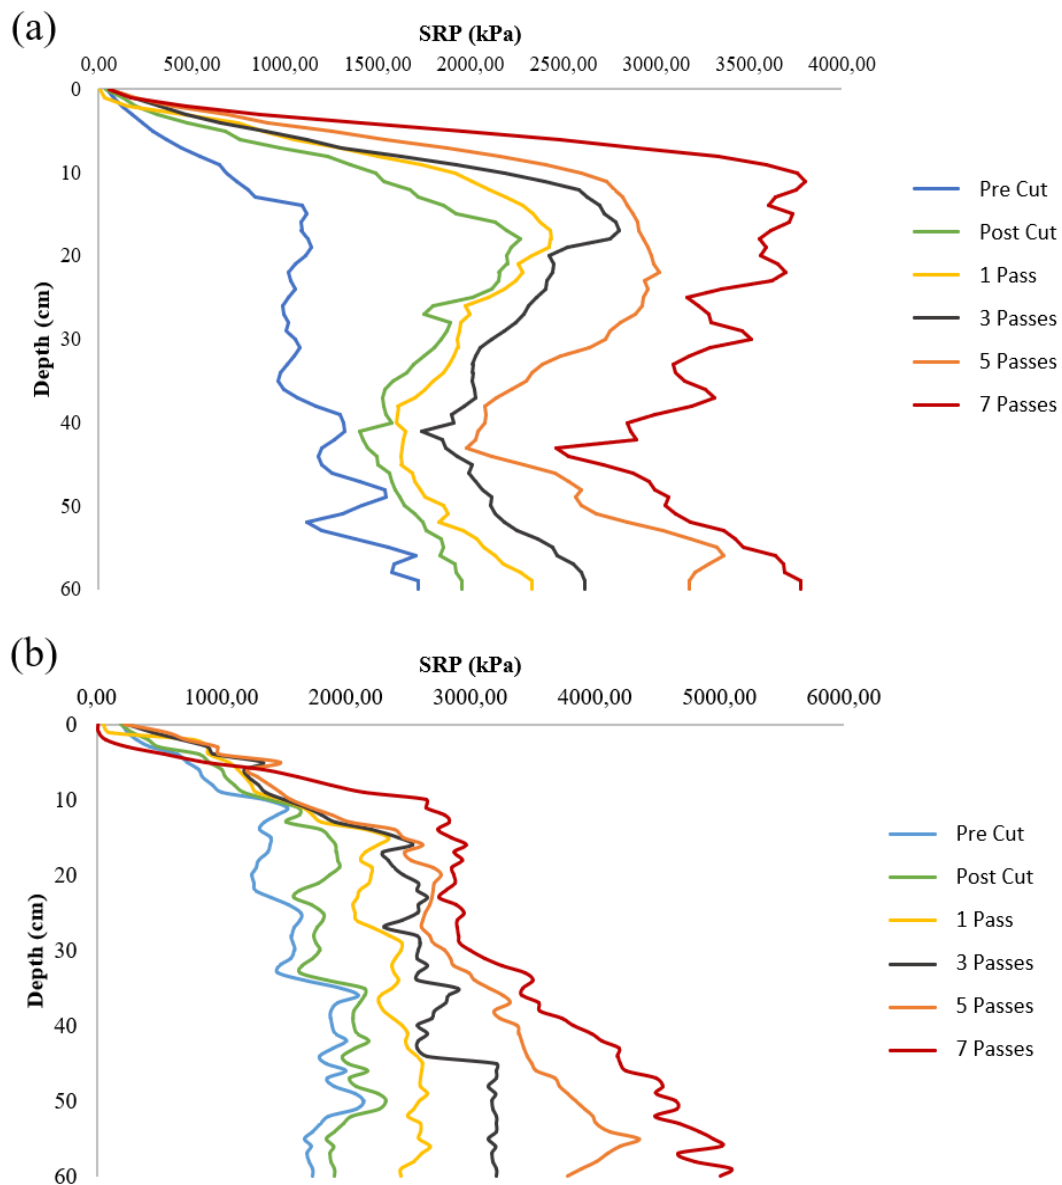 (a)
SRP (kPa)
0,00 500,00 1000,00 1500,00 2000,00 2500,00 3000,00 3500,00 4000,00
0
10
20
30
40
50
60
Depth (cm)
Pre Cut
Post Cut
1 Pass
3 Passes
5 Passes
7 Passes
(b)
SRP (kPa)
0,00 1000,00 2000,00 3000,00 4000,00 5000,00 6000,00
0
10
20
30
40
50
60
Depth (cm)
Pre Cut
Post Cut
1 Pass
3 Passes
5 Passes
7 Passes